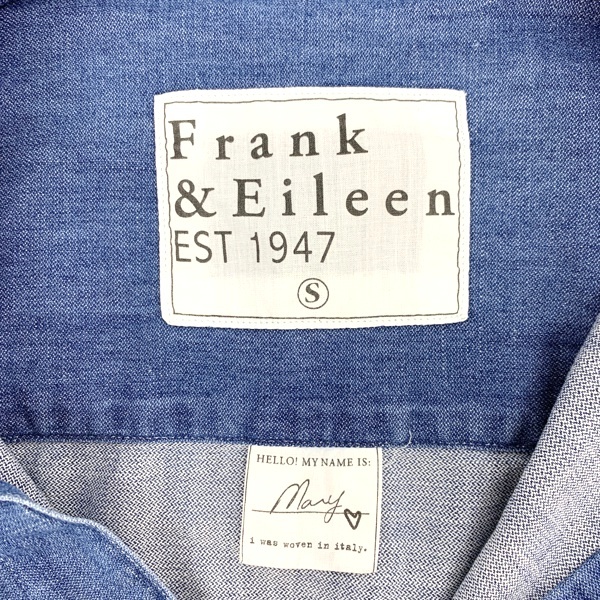 Frank
& Eileen
EST 1947
S
HELLO! MY NAME IS:
Mary
i was woven in italy.